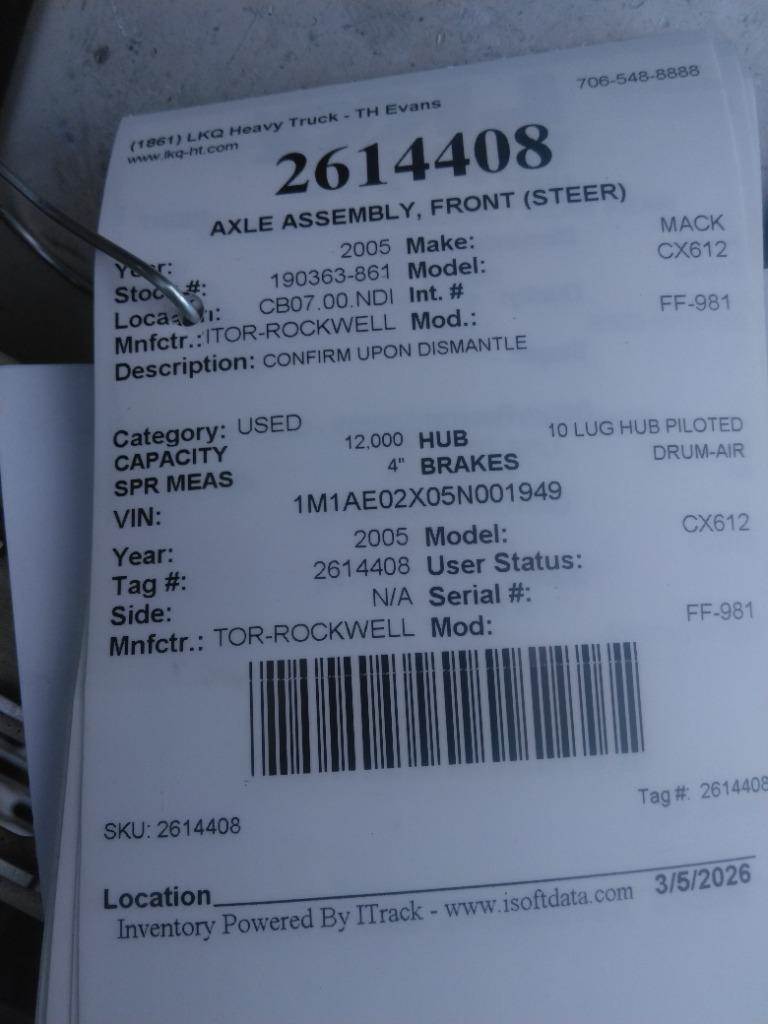 (1861) LKQ Heavy Truck - TH Evans 706-548-8888
www.lkq-ht.com
2614408
AXLE ASSEMBLY, FRONT (STEER)
Year: 2005 Make: MACK
Stock #: 190363-861 Model: CX612
Location: CB07.00.NDI Int. #
Mnfctr.: ITOR-ROCKWELL Mod.: FF-981
Description: CONFIRM UPON DISMANTLE
Category: USED
CAPACITY 12,000 HUB 10 LUG HUB PILOTED
SPR MEAS 4" BRAKES DRUM-AIR
VIN: 1M1AE02X05N001949
Year: 2005 Model: CX612
Tag #: 2614408 User Status:
Side: N/A Serial #:
Mnfctr.: TOR-ROCKWELL Mod: FF-981
SKU: 2614408 Tag #: 2614408
Location 3/5/2026
Inventory Powered By ITrack - www.isoftdata.com